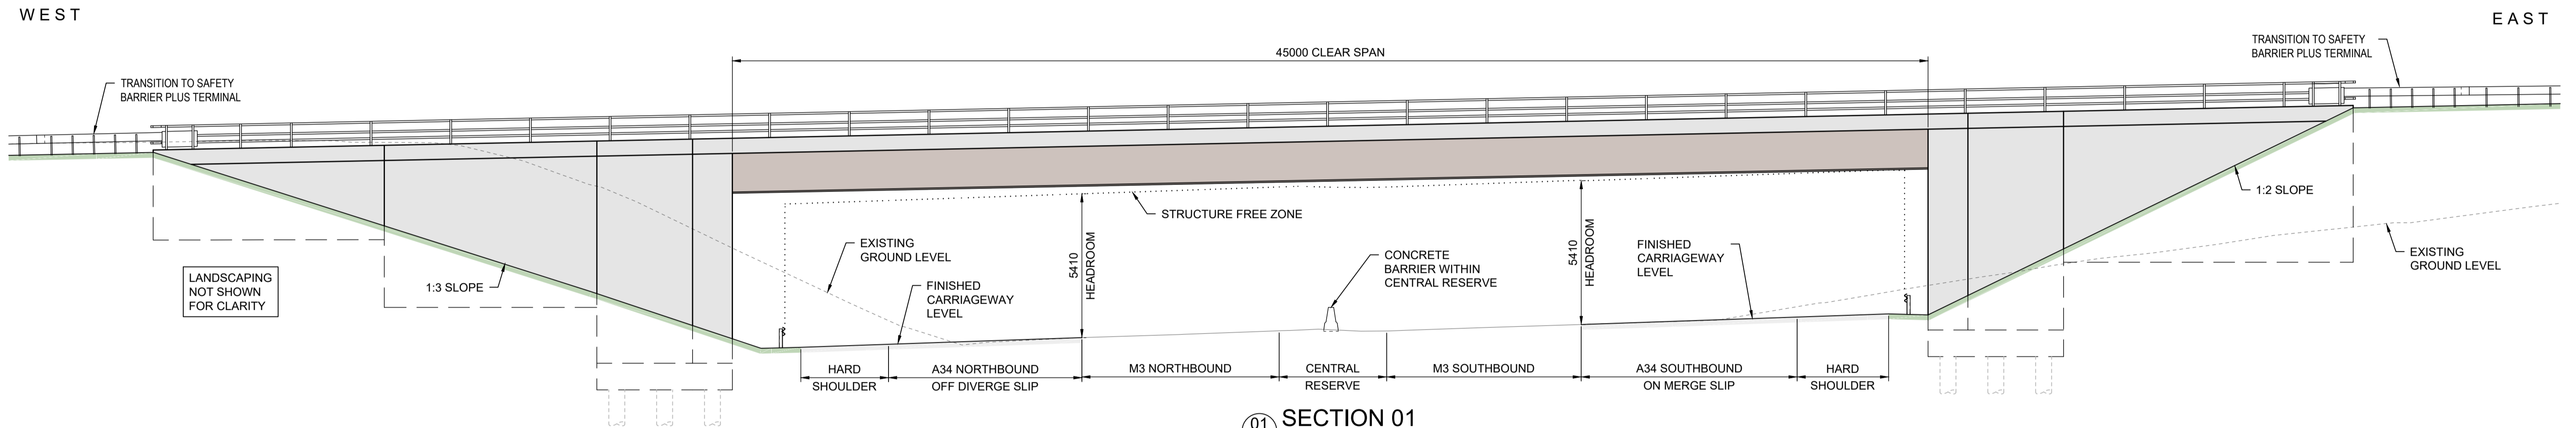 WEST
EAST
45000 CLEAR SPAN
TRANSITION TO SAFETY
BARRIER PLUS TERMINAL
TRANSITION TO SAFETY
BARRIER PLUS TERMINAL
STRUCTURE FREE ZONE
1:2 SLOPE
EXISTING
GROUND LEVEL
5410
HEADROOM
CONCRETE
BARRIER WITHIN
CENTRAL RESERVE
5410
HEADROOM
FINISHED
CARRIAGEWAY
LEVEL
EXISTING
GROUND LEVEL
LANDSCAPING
NOT SHOWN
FOR CLARITY
1:3 SLOPE
FINISHED
CARRIAGEWAY
LEVEL
HARD
SHOULDER
A34 NORTHBOUND
OFF DIVERGE SLIP
M3 NORTHBOUND
CENTRAL
RESERVE
M3 SOUTHBOUND
A34 SOUTHBOUND
ON MERGE SLIP
HARD
SHOULDER
01 SECTION 01